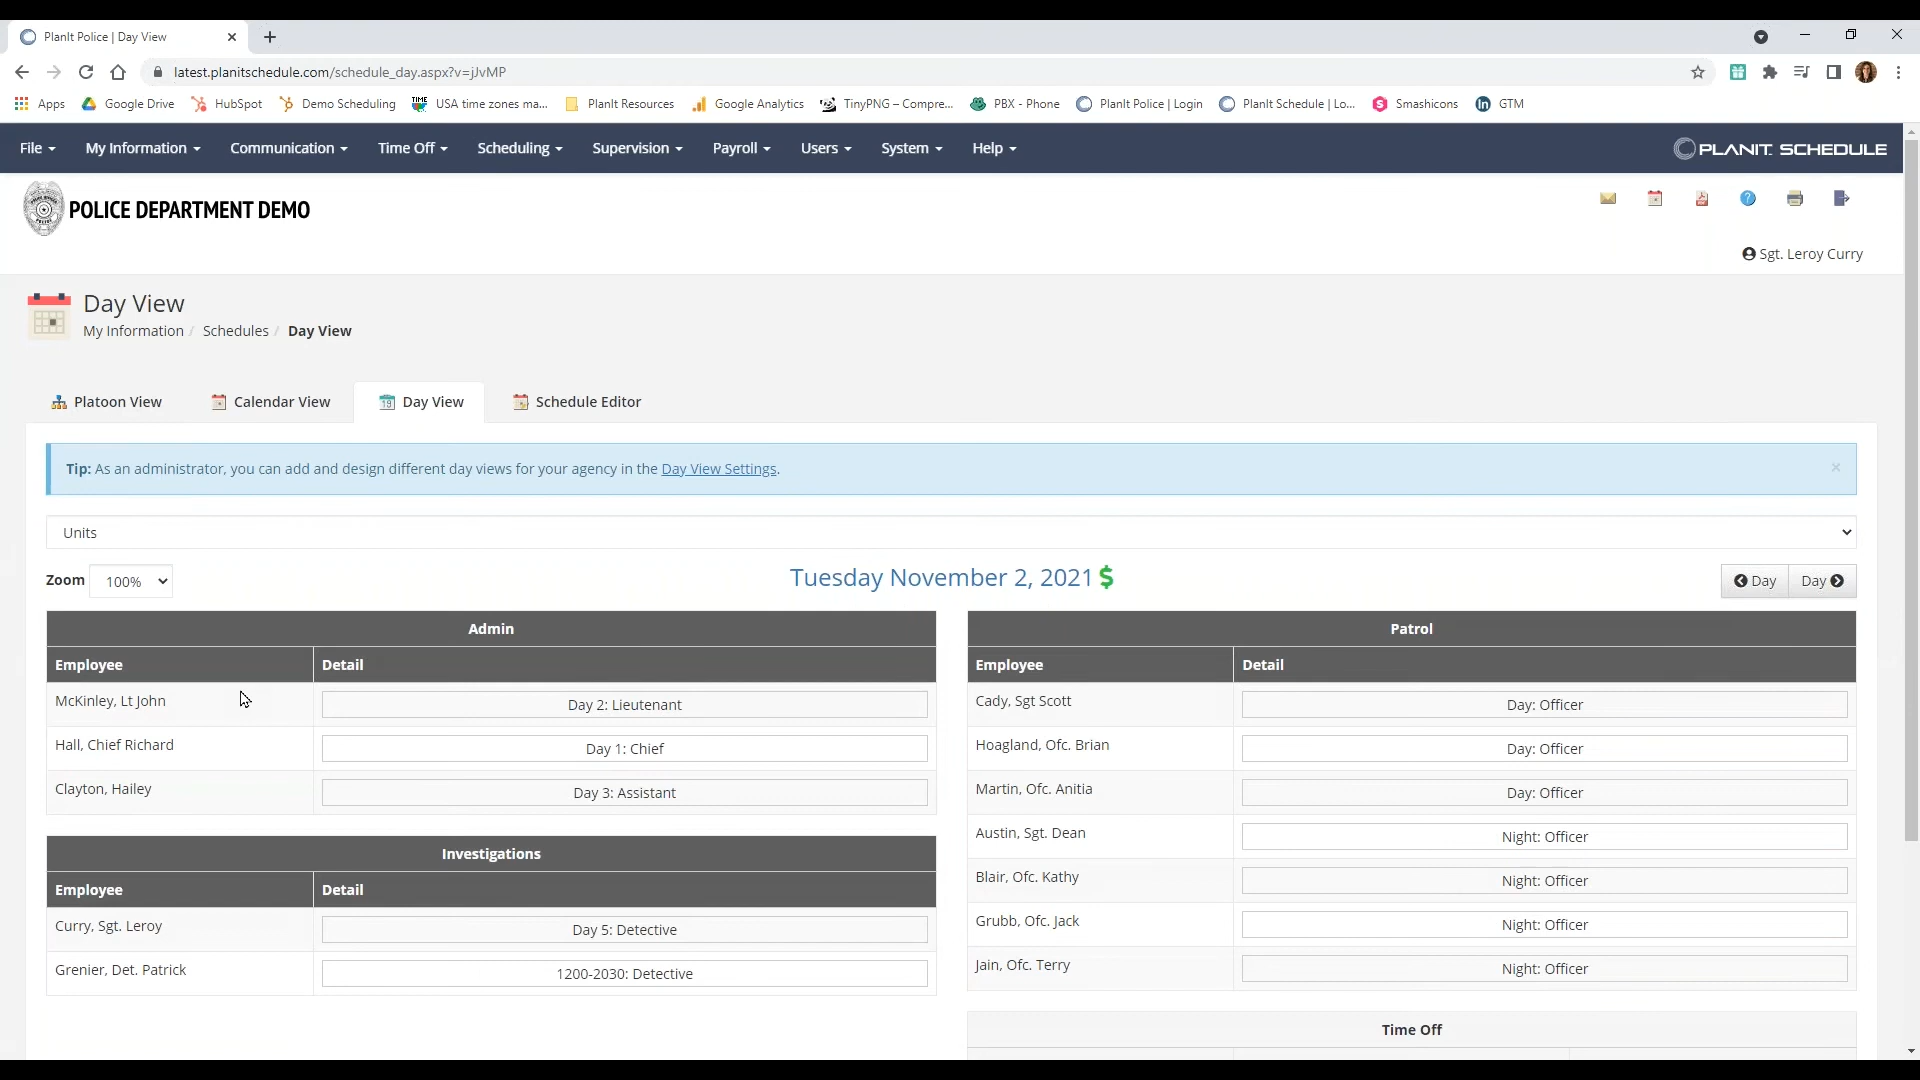 PlanIt Police | Day View
latest.planitschedule.com/schedule_day.aspx?v=jJvMP
Apps Google Drive HubSpot Demo Scheduling USA time zones ma... PlanIt Resources Google Analytics TinyPNG – Compre... PBX - Phone PlanIt Police | Login PlanIt Schedule | Lo... Smashicons GTM
File My Information Communication Time Off Scheduling Supervision Payroll Users System Help PLANIT SCHEDULE
POLICE DEPARTMENT DEMO
Sgt. Leroy Curry
Day View
My Information / Schedules / Day View
Platoon View Calendar View Day View Schedule Editor
Tip: As an administrator, you can add and design different day views for your agency in the Day View Settings. ×
Units
Zoom 100% Tuesday November 2, 2021 $ Day Day
Admin
Employee Detail
McKinley, Lt John Day 2: Lieutenant
Hall, Chief Richard Day 1: Chief
Clayton, Hailey Day 3: Assistant
Investigations
Employee Detail
Curry, Sgt. Leroy Day 5: Detective
Grenier, Det. Patrick 1200-2030: Detective
Patrol
Employee Detail
Cady, Sgt Scott Day: Officer
Hoagland, Ofc. Brian Day: Officer
Martin, Ofc. Anitia Day: Officer
Austin, Sgt. Dean Night: Officer
Blair, Ofc. Kathy Night: Officer
Grubb, Ofc. Jack Night: Officer
Jain, Ofc. Terry Night: Officer
Time Off